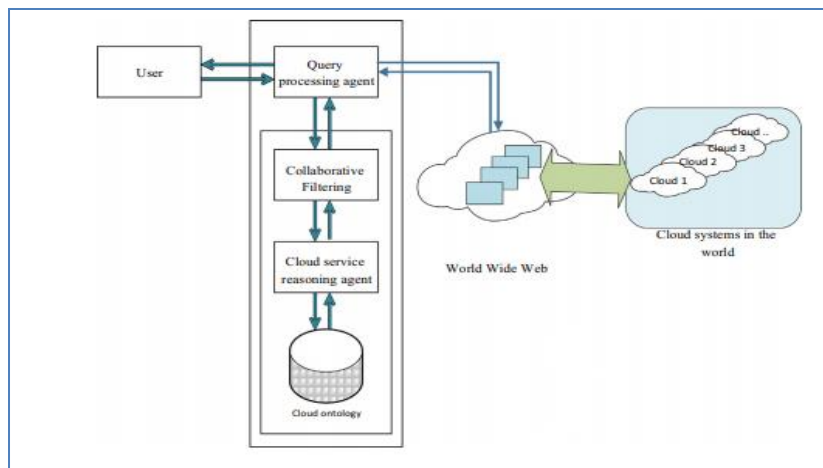 User
Query
processing agent
Collaborative
Filtering
Cloud service
reasoning agent
Cloud ontology
World Wide Web
Cloud ..
Cloud 3
Cloud 2
Cloud 1
Cloud systems in the
world